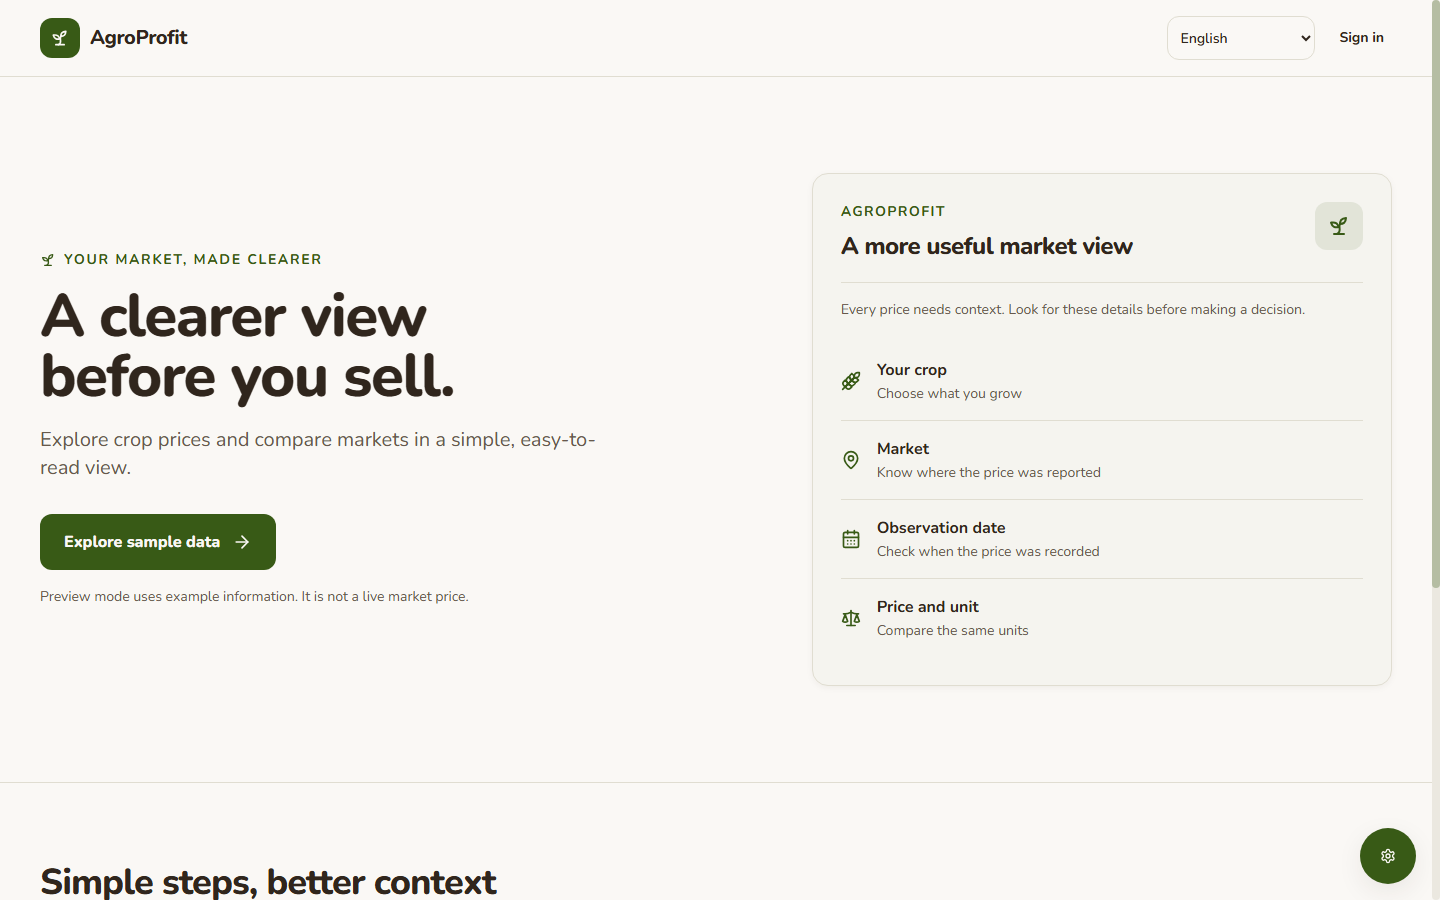 AgroProfit
English
Sign in
YOUR MARKET, MADE CLEARER
A clearer view
before you sell.
Explore crop prices and compare markets in a simple, easy-to-
read view.
Explore sample data
Preview mode uses example information. It is not a live market price.
AGROPROFIT
A more useful market view
Every price needs context. Look for these details before making a decision.
Your crop
Choose what you grow
Market
Know where the price was reported
Observation date
Check when the price was recorded
Price and unit
Compare the same units
Simple steps, better context